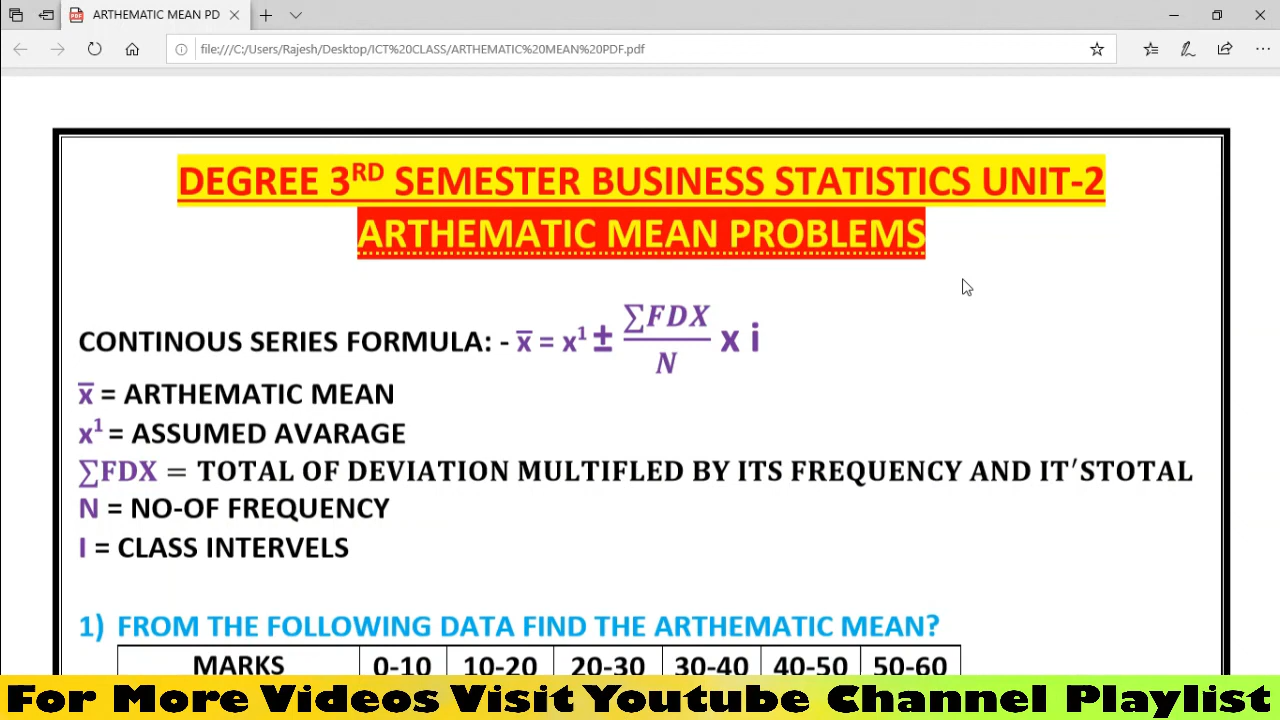 ARTHEMATIC MEAN PD
file:///C:/Users/Rajesh/Desktop/ICT%20CLASS/ARTHEMATIC%20MEAN%20PDF.pdf
DEGREE 3RD SEMESTER BUSINESS STATISTICS UNIT-2
ARTHEMATIC MEAN PROBLEMS
CONTINOUS SERIES FORMULA: - x̅ = x¹ ± ∑FDX/N x i
x̅ = ARTHEMATIC MEAN
x¹ = ASSUMED AVARAGE
∑FDX = TOTAL OF DEVIATION MULTIFLED BY ITS FREQUENCY AND IT′STOTAL
N = NO-OF FREQUENCY
I = CLASS INTERVELS
1) FROM THE FOLLOWING DATA FIND THE ARTHEMATIC MEAN?
MARKS 0-10 10-20 20-30 30-40 40-50 50-60
For More Videos Visit Youtube Channel Playlist